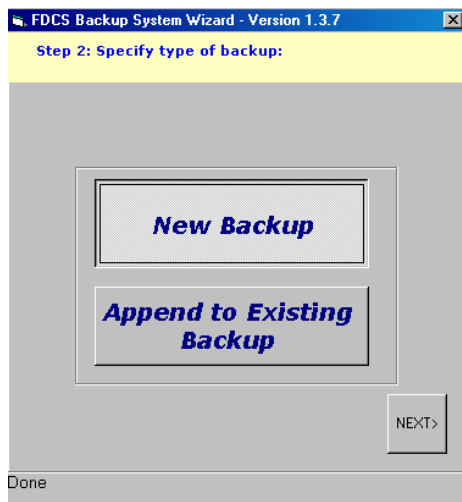 FDCS Backup System Wizard - Version 1.3.7
Step 2: Specify type of backup:
New Backup
Append to Existing
Backup
NEXT>
Done